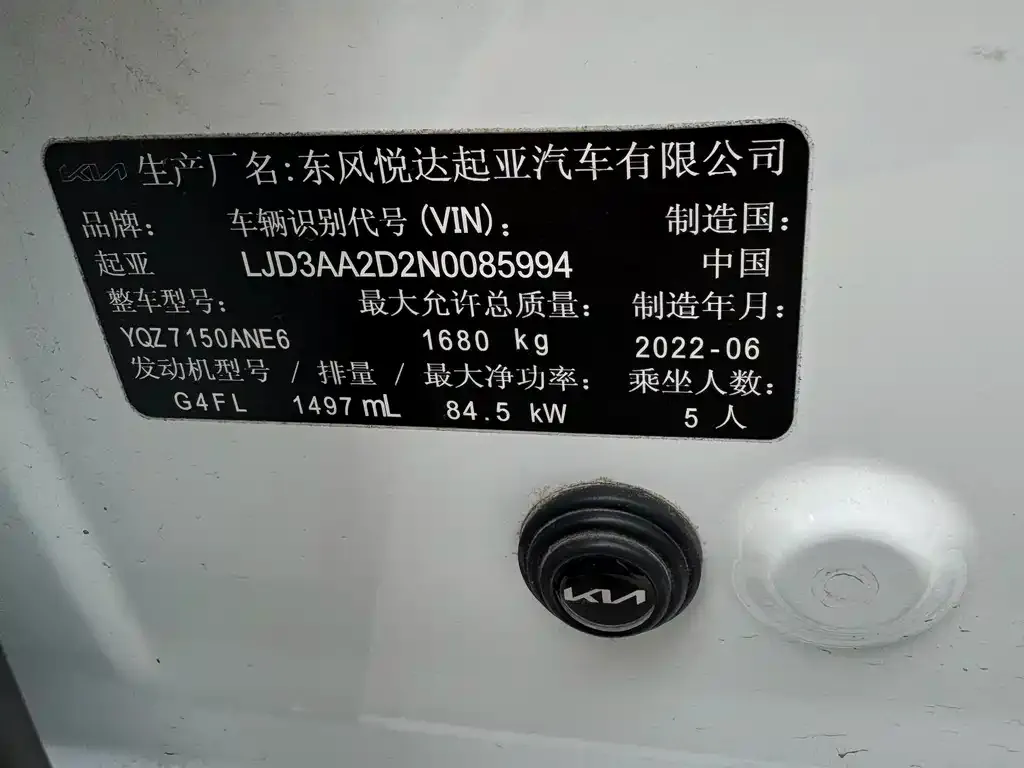 KIA 生产厂名:东风悦达起亚汽车有限公司
品牌: 车辆识别代号(VIN): 制造国:
起亚 LJD3AA2D2N0085994 中国
整车型号: 最大允许总质量: 制造年月:
YQZ7150ANE6 1680 kg 2022-06
发动机型号 / 排量 / 最大净功率: 乘坐人数:
G4FL 1497 mL 84.5 kW 5 人
KIA